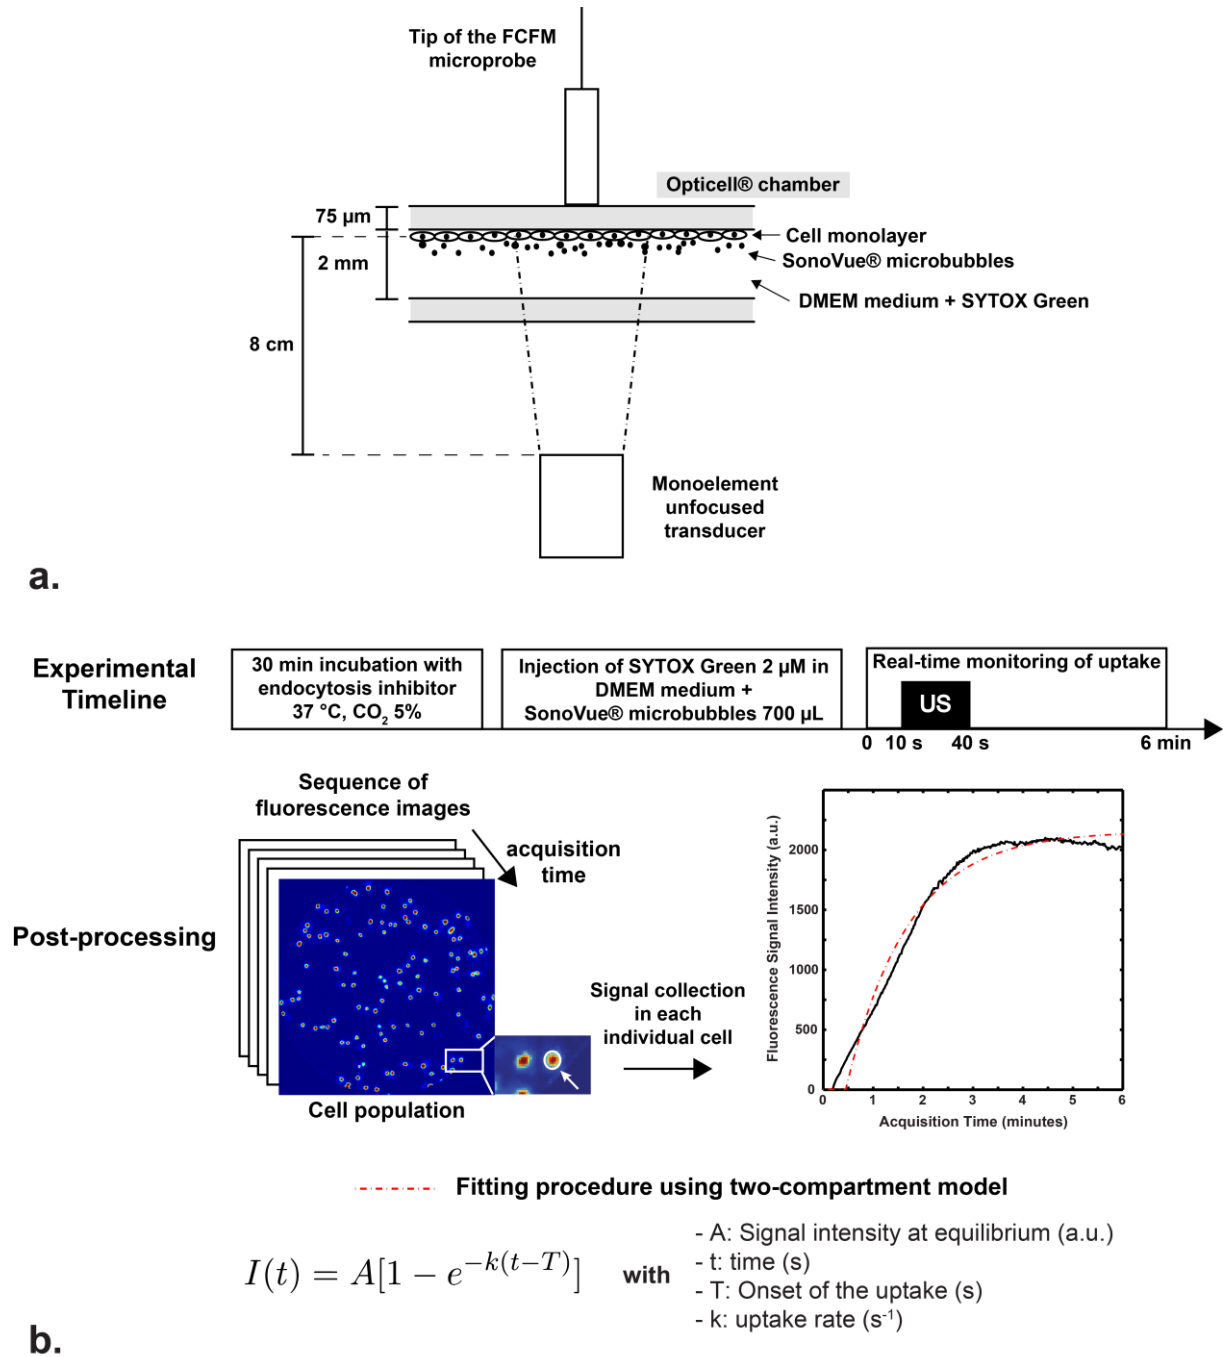 Tip of the FCFM
microprobe
Opticell® chamber
75 µm
Cell monolayer
2 mm
SonoVue® microbubbles
DMEM medium + SYTOX Green
8 cm
Monoelement
unfocused
transducer
a.
Experimental
Timeline
30 min incubation with
endocytosis inhibitor
37 °C, CO₂ 5%
Injection of SYTOX Green 2 µM in
DMEM medium +
SonoVue® microbubbles 700 µL
Real-time monitoring of uptake
US
0 10 s 40 s 6 min
Post-processing
Sequence of
fluorescence images
acquisition
time
Cell population
Signal collection
in each
individual cell
Fluorescence Signal Intensity (a.u.)
2000
1500
1000
500
0
0 1 2 3 4 5 6
Acquisition Time (minutes)
Fitting procedure using two-compartment model
I(t) = A[1 − e^{−k(t−T)}]
with
- A: Signal intensity at equilibrium (a.u.)
- t: time (s)
- T: Onset of the uptake (s)
- k: uptake rate (s⁻¹)
b.